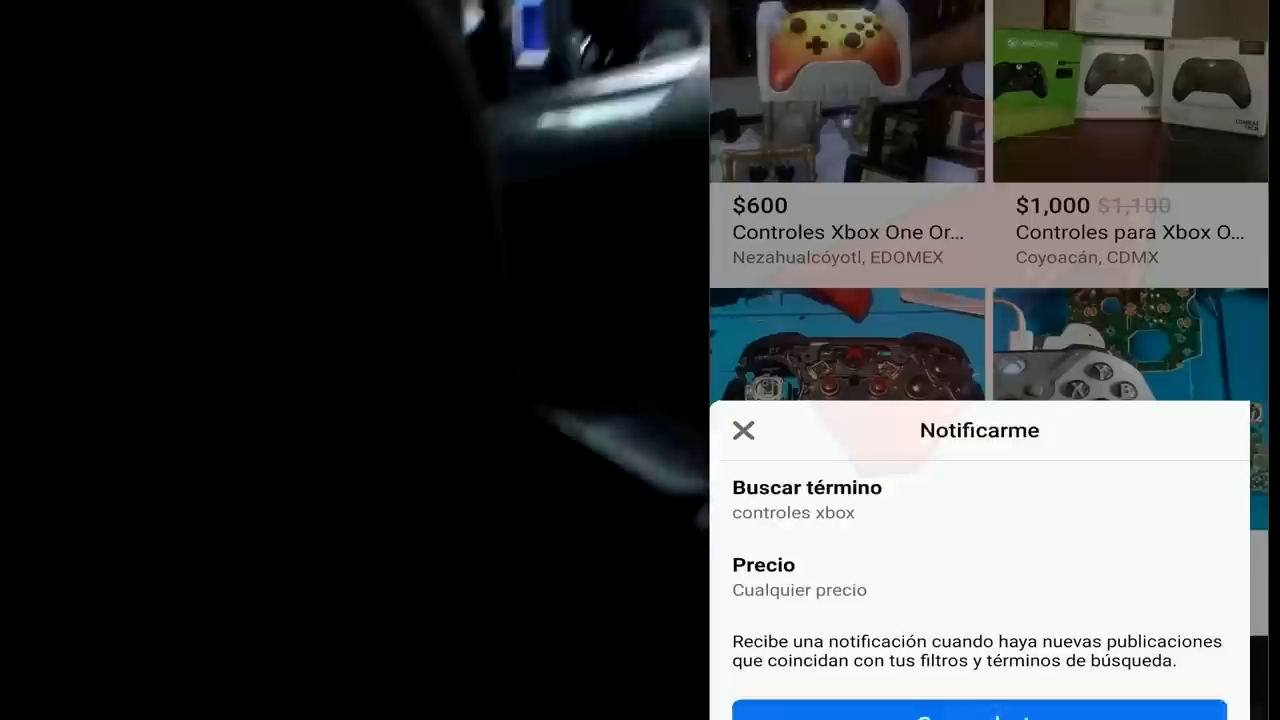 $600
Controles Xbox One Or...
Nezahualcóyotl, EDOMEX
$1,000 $1,100
Controles para Xbox O...
Coyoacán, CDMX
Notificarme
Buscar término
controles xbox
Precio
Cualquier precio
Recibe una notificación cuando haya nuevas publicaciones
que coincidan con tus filtros y términos de búsqueda.